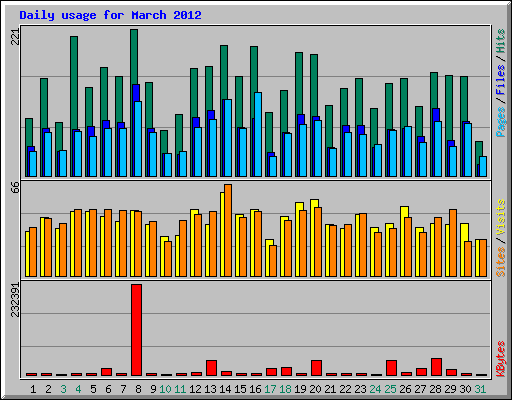 Daily usage for March 2012
221
Pages / Files / Hits
66
Sites / Visits
232391
KBytes
1 2 3 4 5 6 7 8 9 10 11 12 13 14 15 16 17 18 19 20 21 22 23 24 25 26 27 28 29 30 31